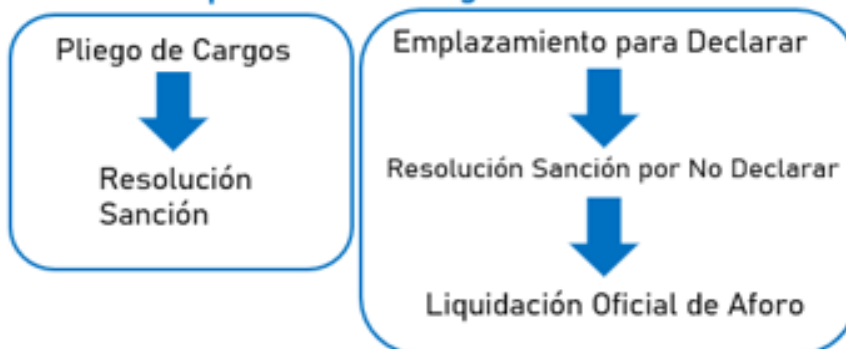 Pliego de Cargos
Resolución
Sanción
Emplazamiento para Declarar
Resolución Sanción por No Declarar
Liquidación Oficial de Aforo